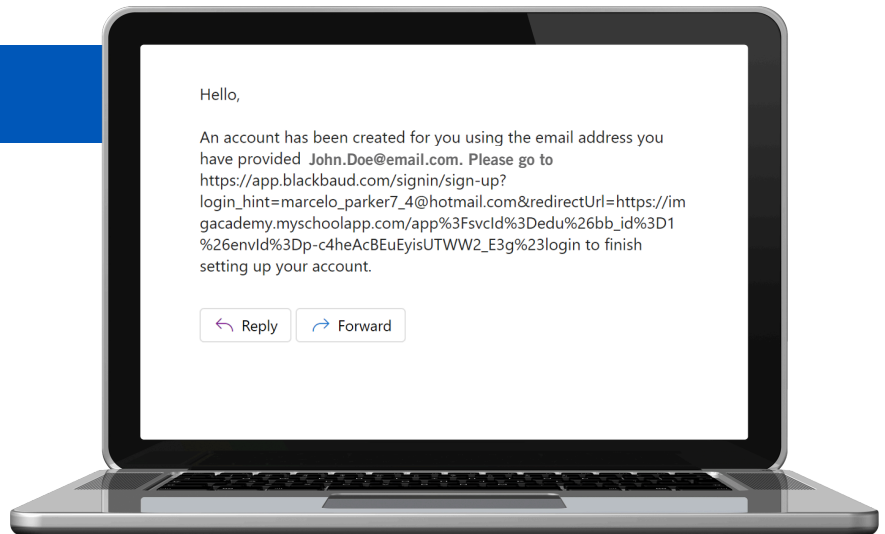 Hello,
An account has been created for you using the email address you
have provided John.Doe@email.com. Please go to
https://app.blackbaud.com/signin/sign-up?
login_hint=marcelo_parker7_4@hotmail.com&redirectUrl=https://im
gacademy.myschoolapp.com/app%3FsvcId%3Dedu%26bb_id%3D1
%26envId%3Dp-c4heAcBEuEyisUTWW2_E3g%23login to finish
setting up your account.
Reply Forward